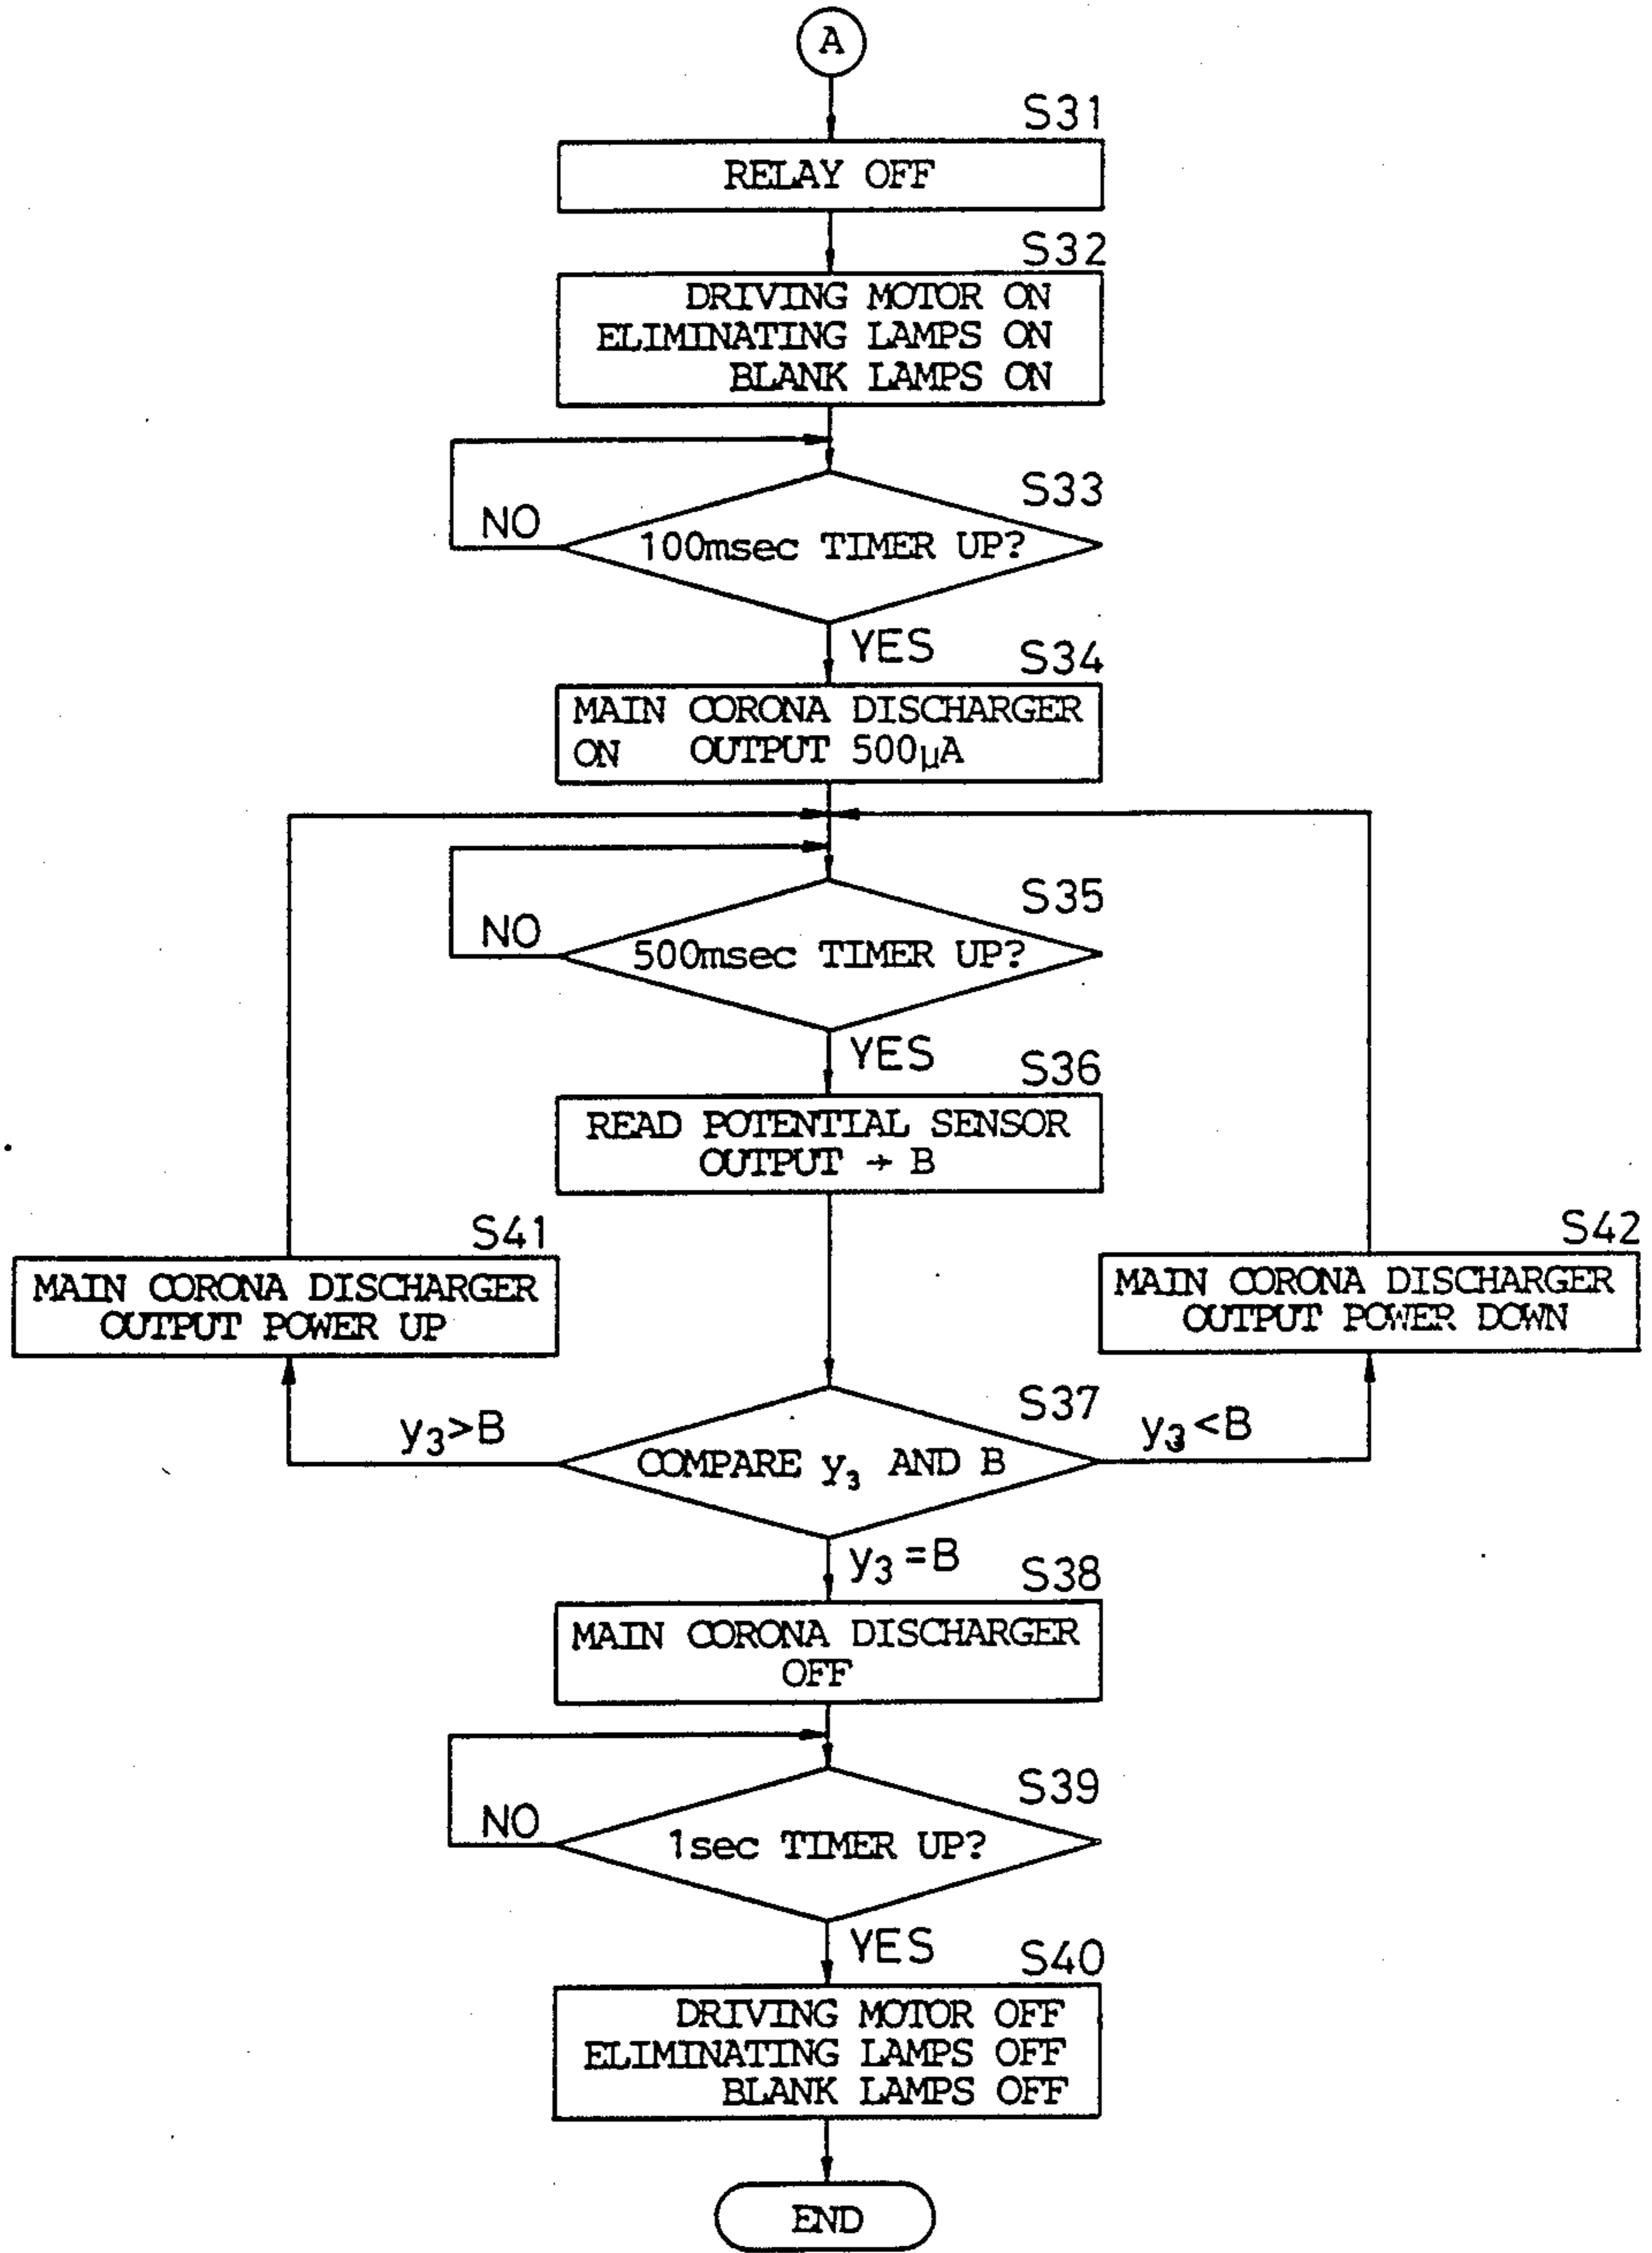 A
S31
RELAY OFF
S32
DRIVING MOTOR ON
ELIMINATING LAMPS ON
BLANK LAMPS ON
S33
NO
100msec TIMER UP?
YES
S34
MAIN CORONA DISCHARGER
ON OUTPUT 500μA
S35
NO
500msec TIMER UP?
YES
S36
READ POTENTIAL SENSOR
OUTPUT → B
S41
MAIN CORONA DISCHARGER
OUTPUT POWER UP
S42
MAIN CORONA DISCHARGER
OUTPUT POWER DOWN
S37
y₃>B
COMPARE y₃ AND B
y₃<B
y₃=B
S38
MAIN CORONA DISCHARGER
OFF
S39
NO
1sec TIMER UP?
YES
S40
DRIVING MOTOR OFF
ELIMINATING LAMPS OFF
BLANK LAMPS OFF
END